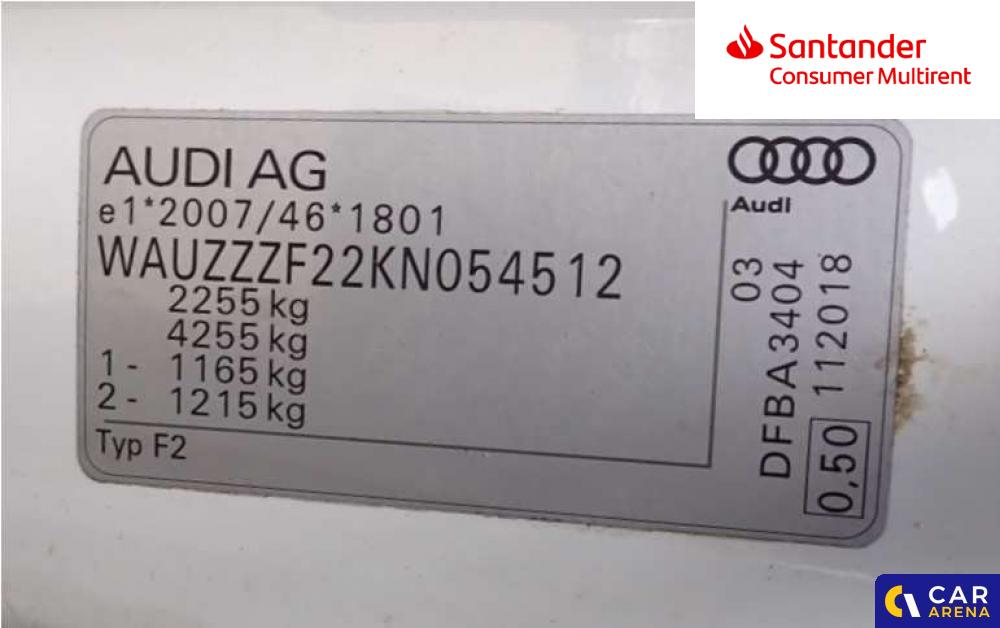 Santander
Consumer Multirent
AUDI AG
Audi
e1*2007/46*1801
WAUZZZF22KN054512
2255 kg
4255 kg
1 - 1165 kg
2 - 1215 kg
Typ F2
03
DFBA3404
112018
0,50
CAR
ARENA